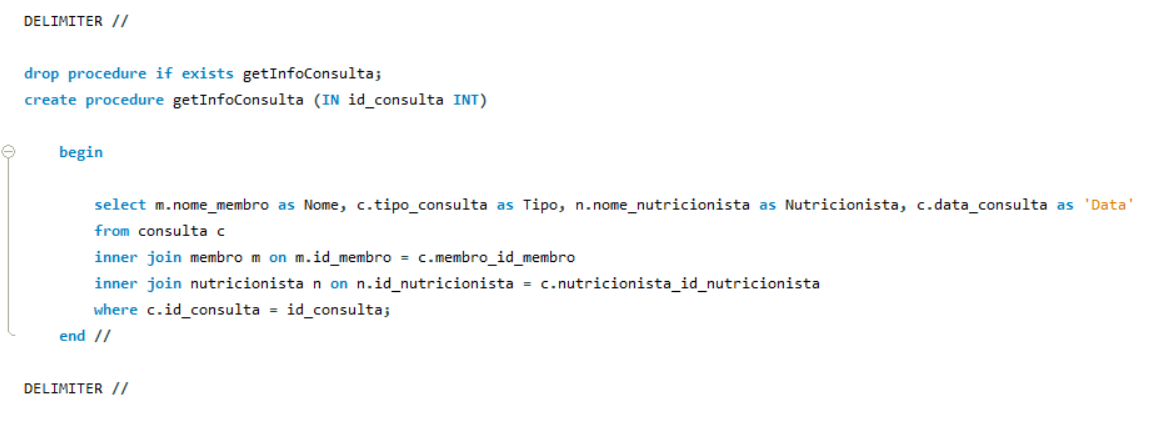 DELIMITER //
drop procedure if exists getInfoConsulta;
create procedure getInfoConsulta (IN id_consulta INT)
begin
select m.nome_membro as Nome, c.tipo_consulta as Tipo, n.nome_nutricionista as Nutricionista, c.data_consulta as 'Data'
from consulta c
inner join membro m on m.id_membro = c.membro_id_membro
inner join nutricionista n on n.id_nutricionista = c.nutricionista_id_nutricionista
where c.id_consulta = id_consulta;
end //
DELIMITER //